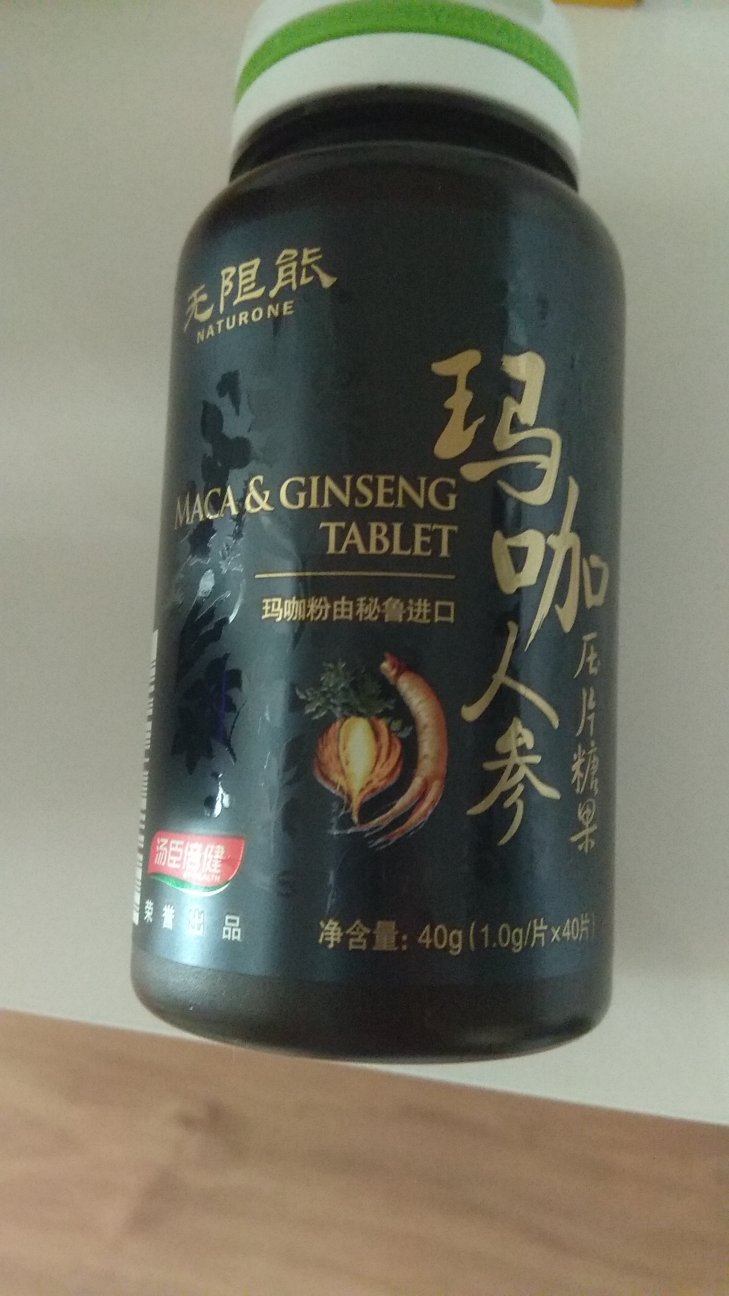 无限能
NATURONE
玛咖人参
压片糖果
MACA & GINSENG
TABLET
玛咖粉由秘鲁进口
汤臣倍健
荣誉出品
净含量：40g(1.0g/片×40片)